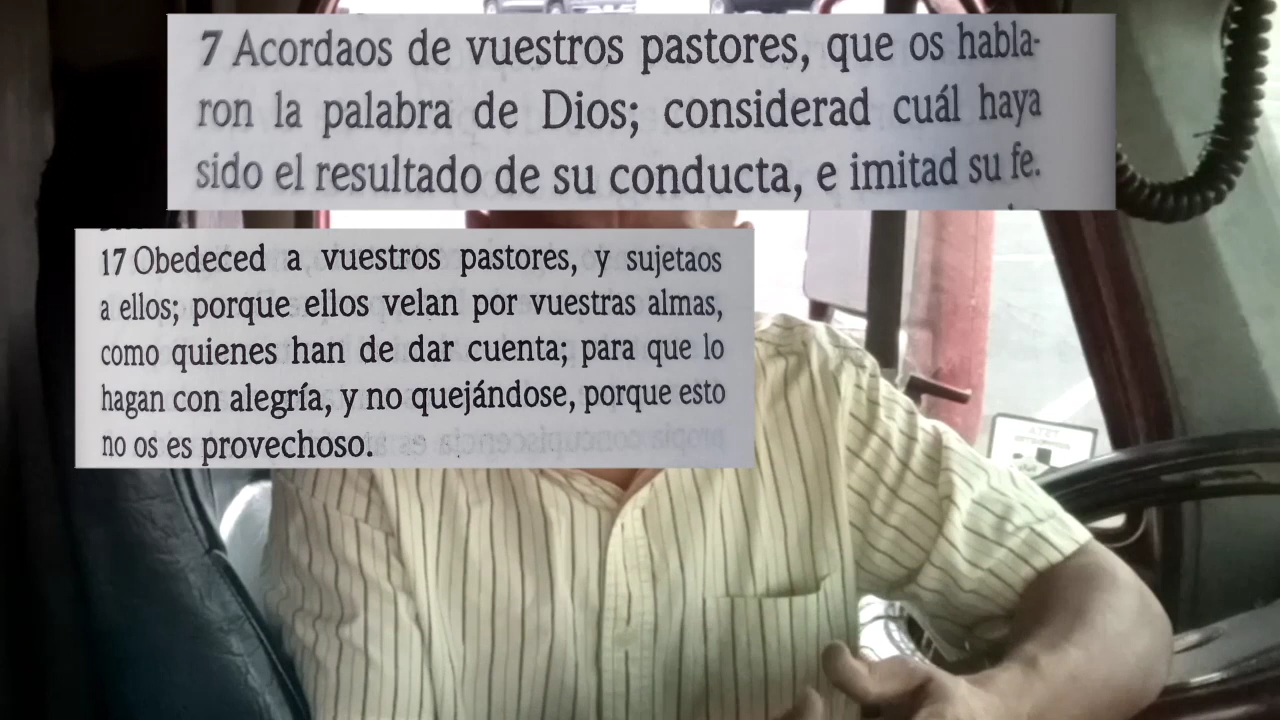 7 Acordaos de vuestros pastores, que os habla-
ron la palabra de Dios; considerad cuál haya
sido el resultado de su conducta, e imitad su fe.
17 Obedeced a vuestros pastores, y sujetaos
a ellos; porque ellos velan por vuestras almas,
como quienes han de dar cuenta; para que lo
hagan con alegría, y no quejándose, porque esto
no os es provechoso.